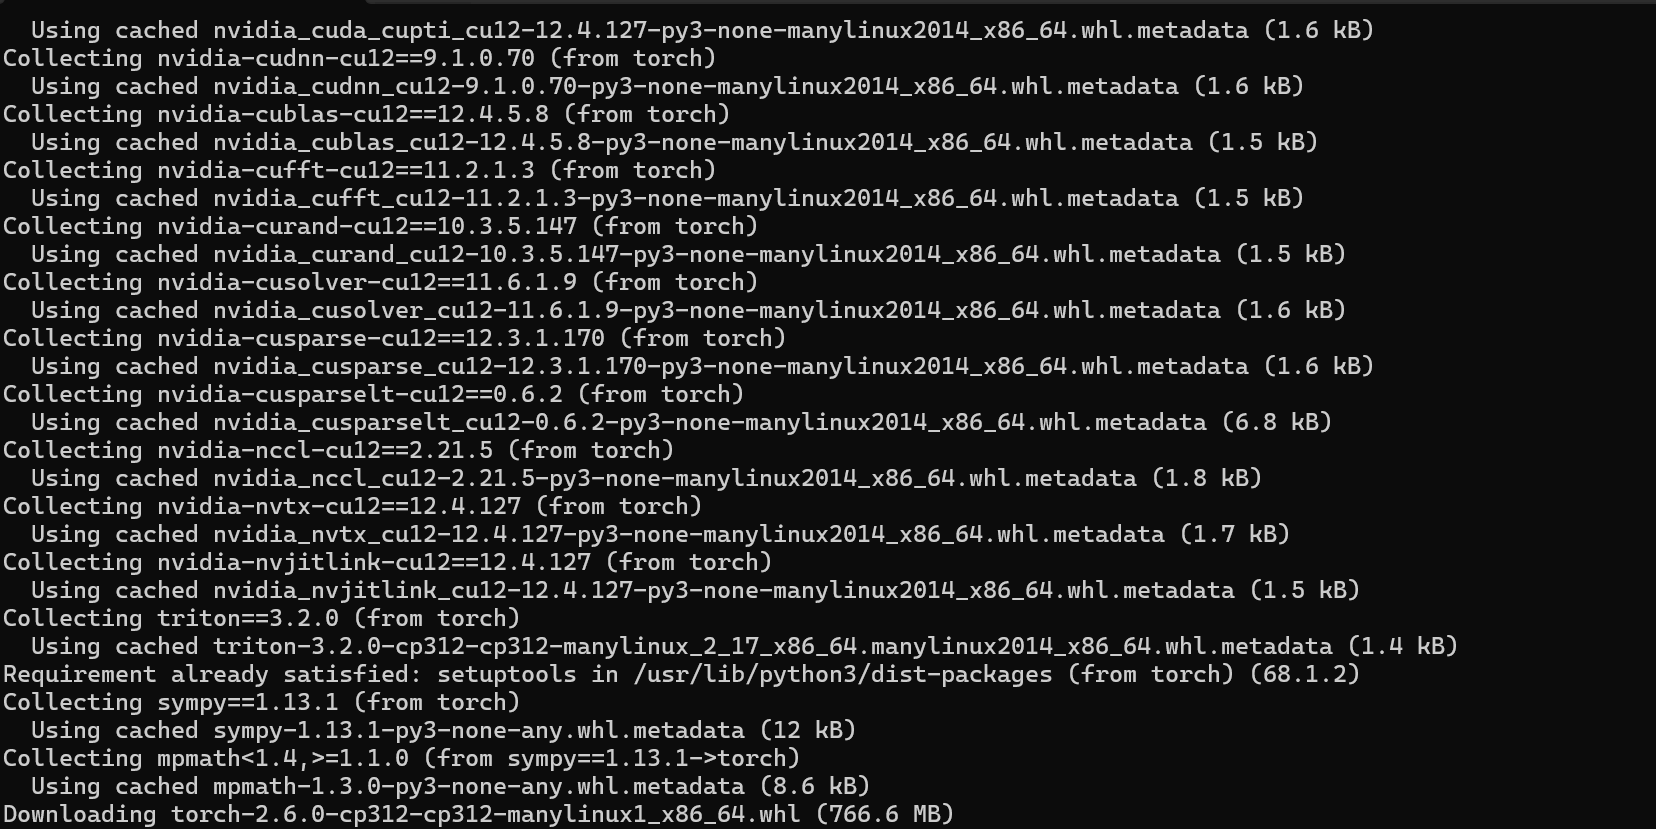 Using cached nvidia_cuda_cupti_cu12-12.4.127-py3-none-manylinux2014_x86_64.whl.metadata (1.6 kB)
Collecting nvidia-cudnn-cu12==9.1.0.70 (from torch)
Using cached nvidia_cudnn_cu12-9.1.0.70-py3-none-manylinux2014_x86_64.whl.metadata (1.6 kB)
Collecting nvidia-cublas-cu12==12.4.5.8 (from torch)
Using cached nvidia_cublas_cu12-12.4.5.8-py3-none-manylinux2014_x86_64.whl.metadata (1.5 kB)
Collecting nvidia-cufft-cu12==11.2.1.3 (from torch)
Using cached nvidia_cufft_cu12-11.2.1.3-py3-none-manylinux2014_x86_64.whl.metadata (1.5 kB)
Collecting nvidia-curand-cu12==10.3.5.147 (from torch)
Using cached nvidia_curand_cu12-10.3.5.147-py3-none-manylinux2014_x86_64.whl.metadata (1.5 kB)
Collecting nvidia-cusolver-cu12==11.6.1.9 (from torch)
Using cached nvidia_cusolver_cu12-11.6.1.9-py3-none-manylinux2014_x86_64.whl.metadata (1.6 kB)
Collecting nvidia-cusparse-cu12==12.3.1.170 (from torch)
Using cached nvidia_cusparse_cu12-12.3.1.170-py3-none-manylinux2014_x86_64.whl.metadata (1.6 kB)
Collecting nvidia-cusparselt-cu12==0.6.2 (from torch)
Using cached nvidia_cusparselt_cu12-0.6.2-py3-none-manylinux2014_x86_64.whl.metadata (6.8 kB)
Collecting nvidia-nccl-cu12==2.21.5 (from torch)
Using cached nvidia_nccl_cu12-2.21.5-py3-none-manylinux2014_x86_64.whl.metadata (1.8 kB)
Collecting nvidia-nvtx-cu12==12.4.127 (from torch)
Using cached nvidia_nvtx_cu12-12.4.127-py3-none-manylinux2014_x86_64.whl.metadata (1.7 kB)
Collecting nvidia-nvjitlink-cu12==12.4.127 (from torch)
Using cached nvidia_nvjitlink_cu12-12.4.127-py3-none-manylinux2014_x86_64.whl.metadata (1.5 kB)
Collecting triton==3.2.0 (from torch)
Using cached triton-3.2.0-cp312-cp312-manylinux_2_17_x86_64.manylinux2014_x86_64.whl.metadata (1.4 kB)
Requirement already satisfied: setuptools in /usr/lib/python3/dist-packages (from torch) (68.1.2)
Collecting sympy==1.13.1 (from torch)
Using cached sympy-1.13.1-py3-none-any.whl.metadata (12 kB)
Collecting mpmath<1.4,>=1.1.0 (from sympy==1.13.1->torch)
Using cached mpmath-1.3.0-py3-none-any.whl.metadata (8.6 kB)
Downloading torch-2.6.0-cp312-cp312-manylinux1_x86_64.whl (766.6 MB)